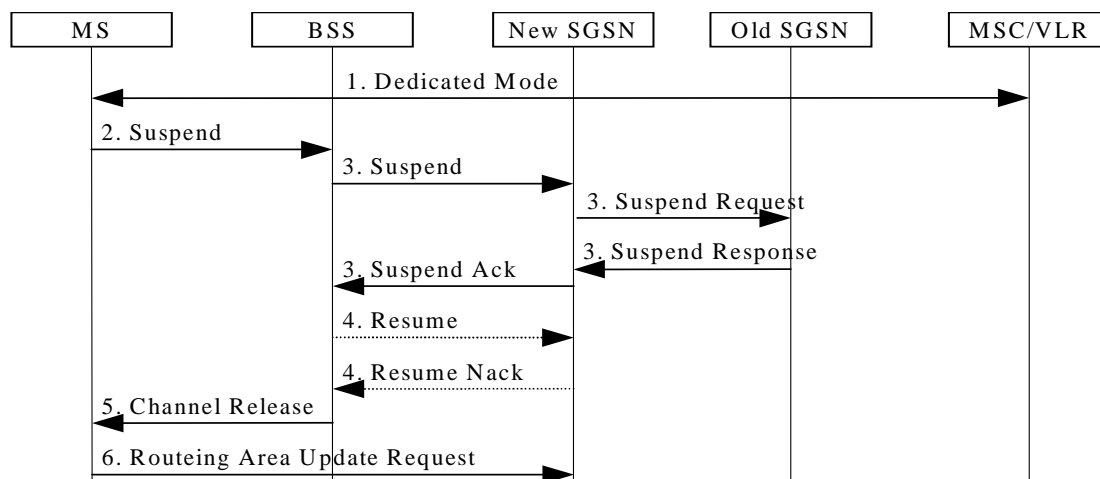 MS
BSS
New SGSN
Old SGSN
MSC/VLR
1. Dedicated Mode
2. Suspend
3. Suspend
3. Suspend Request
3. Suspend Response
3. Suspend Ack
4. Resume
4. Resume Nack
5. Channel Release
6. Routeing Area Update Request